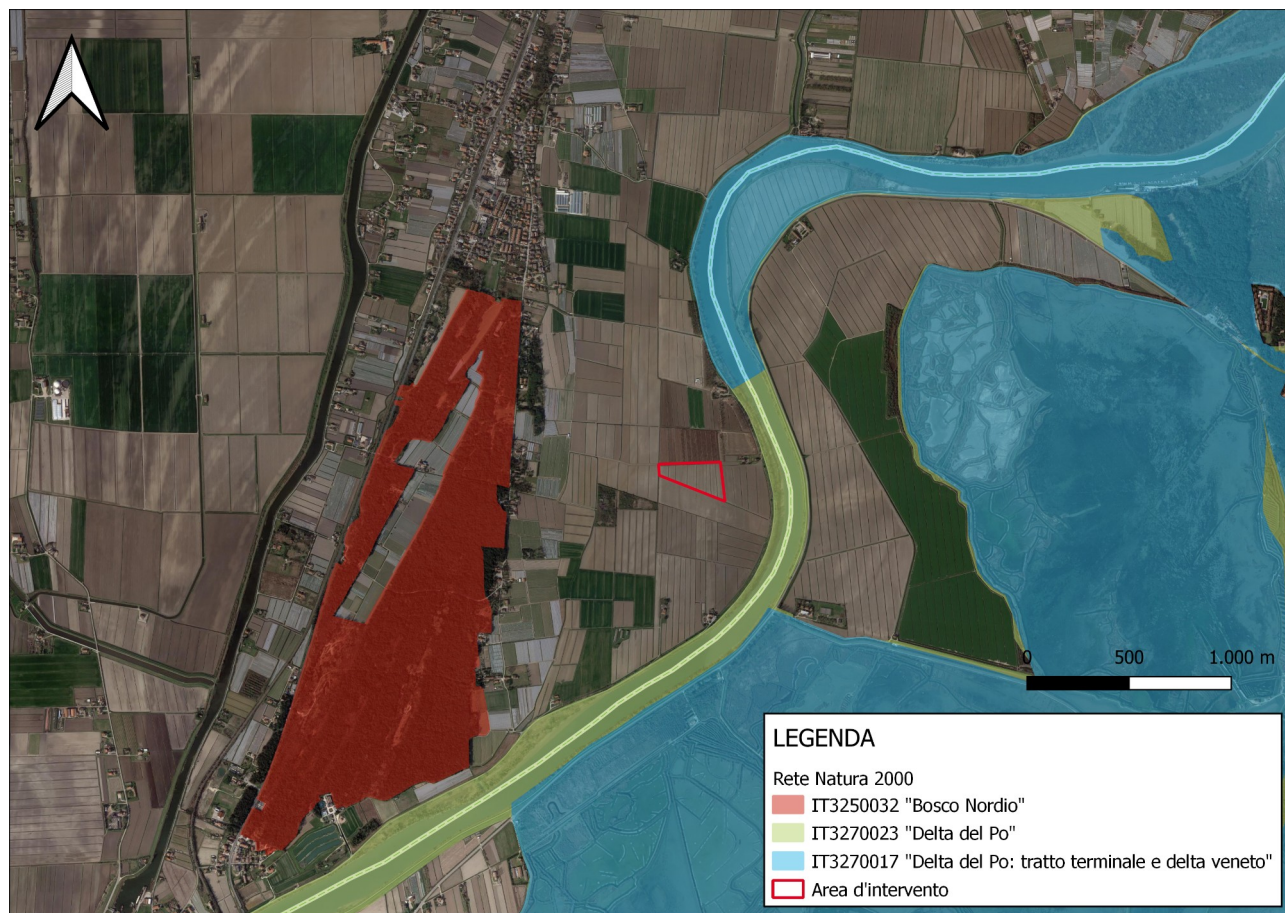 0 500 1.000 m
LEGENDA
Rete Natura 2000
IT3250032 "Bosco Nordio"
IT3270023 "Delta del Po"
IT3270017 "Delta del Po: tratto terminale e delta veneto"
Area d'intervento